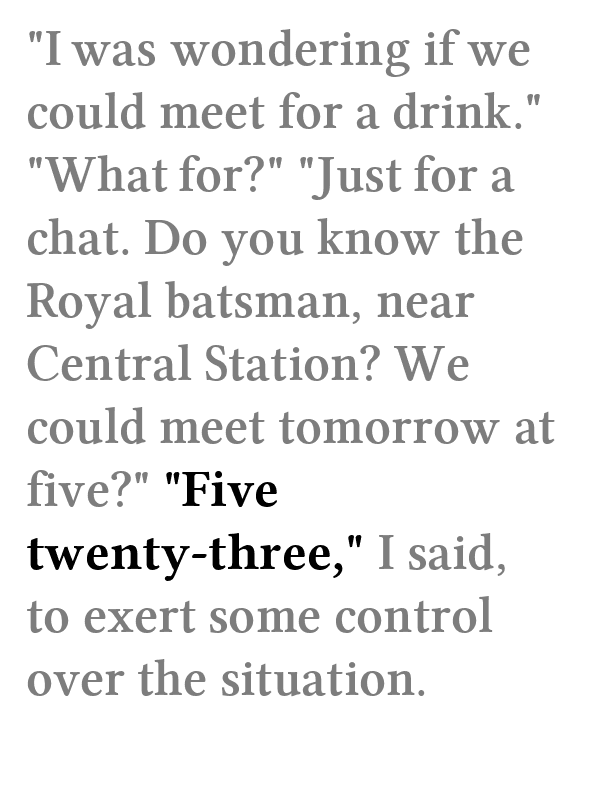 "I was wondering if we
could meet for a drink."
"What for?" "Just for a
chat. Do you know the
Royal batsman, near
Central Station? We
could meet tomorrow at
five?" "Five
twenty-three," I said,
to exert some control
over the situation.